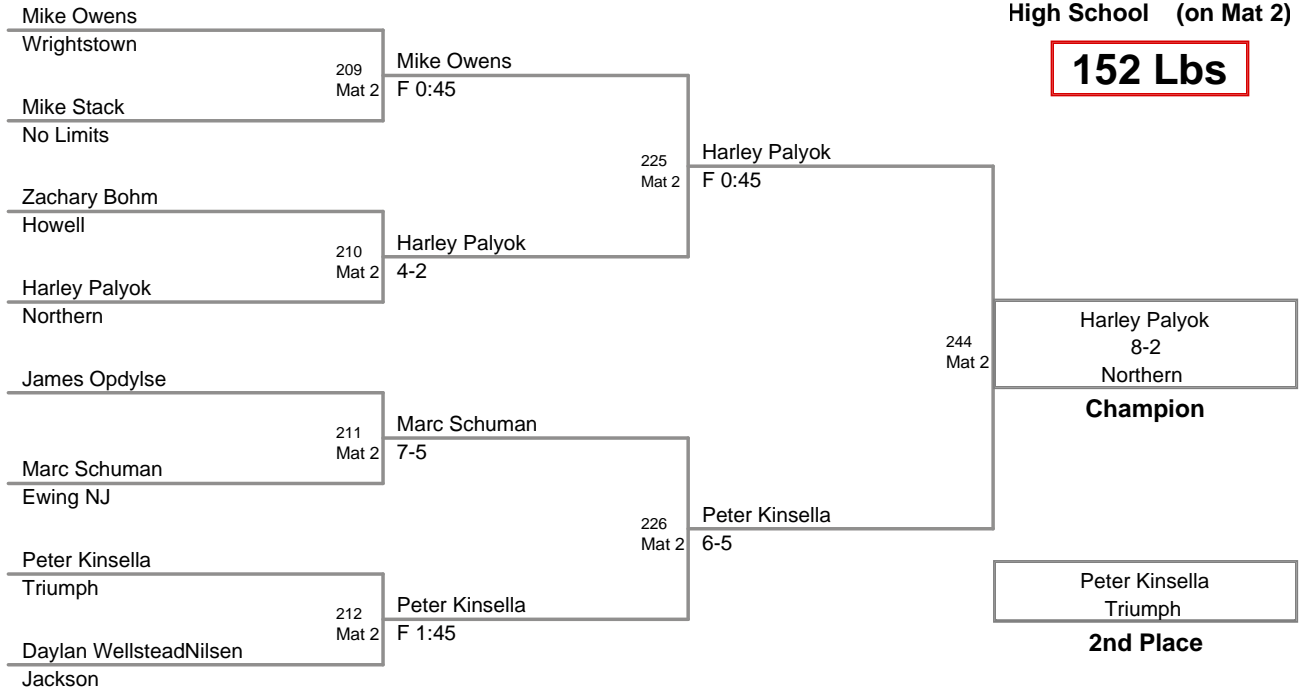 High School (on Mat 2)
152 Lbs
Mike Owens
Wrightstown
209
Mat 2
Mike Stack
No Limits
Mike Owens
F 0:45
Zachary Bohm
Howell
210
Mat 2
Harley Palyok
Northern
Harley Palyok
4-2
225
Mat 2
Harley Palyok
F 0:45
James Opdylse
211
Mat 2
Marc Schuman
Ewing NJ
Marc Schuman
7-5
Peter Kinsella
Triumph
212
Mat 2
Daylan WellsteadNilsen
Jackson
Peter Kinsella
F 1:45
226
Mat 2
Peter Kinsella
6-5
244
Mat 2
Harley Palyok
8-2
Northern
Champion
Peter Kinsella
Triumph
2nd Place